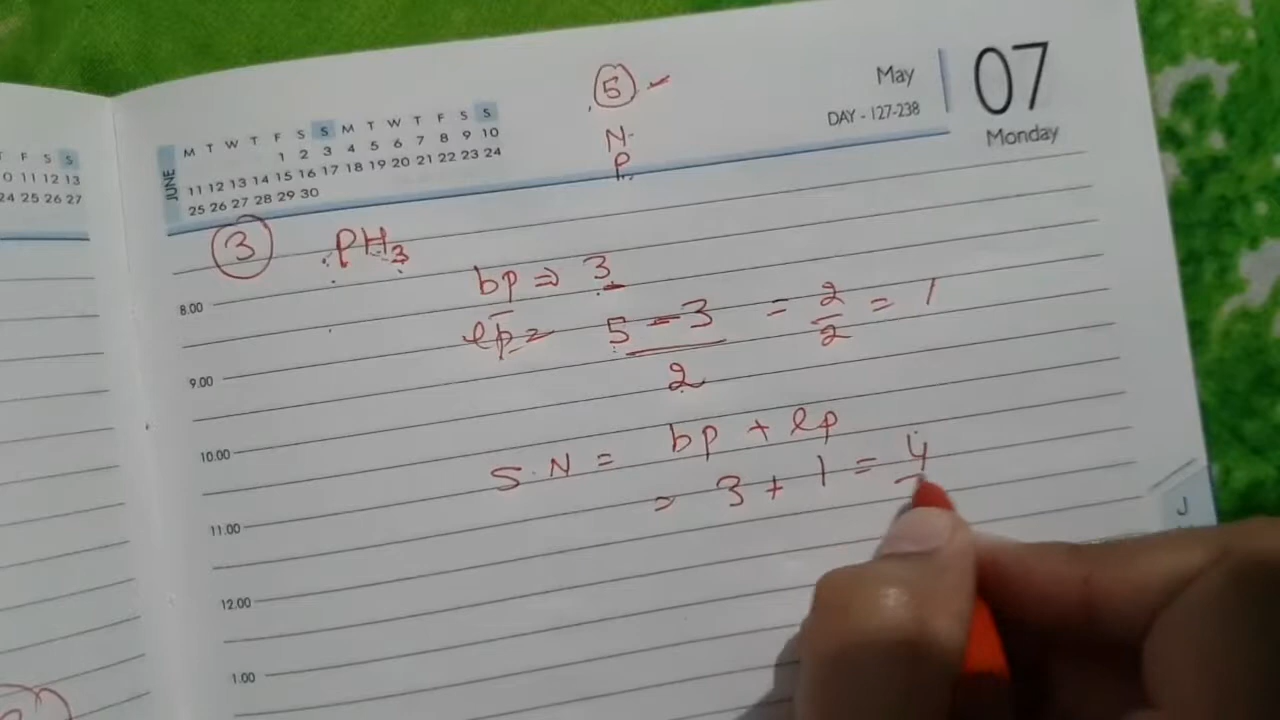 T F S S
0 11 12 13
24 25 26 27
JUNE
M T W T F S S M T W T F S S
1 2 3 4 5 6 7 8 9 10
11 12 13 14 15 16 17 18 19 20 21 22 23 24
25 26 27 28 29 30
5 -
N
P
May
DAY - 127-238
07
Monday
3 PH₃
bp ⇒ 3
lp = 5 - 3 / 2 = 2/2 = 1
S.N = bp + lp
= 3 + 1 = 4
8.00
9.00
10.00
11.00
12.00
1.00
J